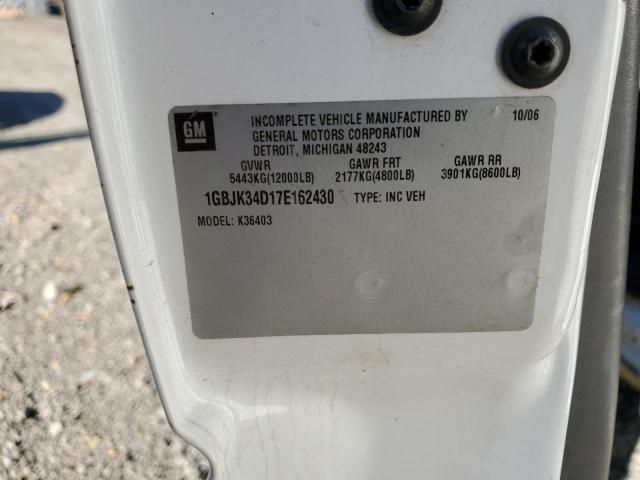 GM
INCOMPLETE VEHICLE MANUFACTURED BY 10/06
GENERAL MOTORS CORPORATION
DETROIT, MICHIGAN 48243
GVWR GAWR FRT GAWR RR
5443KG(12000LB) 2177KG(4800LB) 3901KG(8600LB)
1GBJK34D17E162430 TYPE: INC VEH
MODEL: K36403